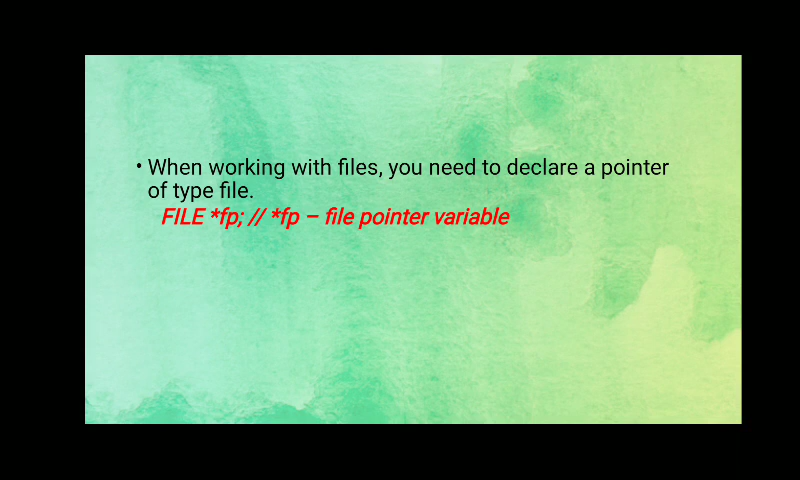 • When working with files, you need to declare a pointer
of type file.
FILE *fp; // *fp – file pointer variable